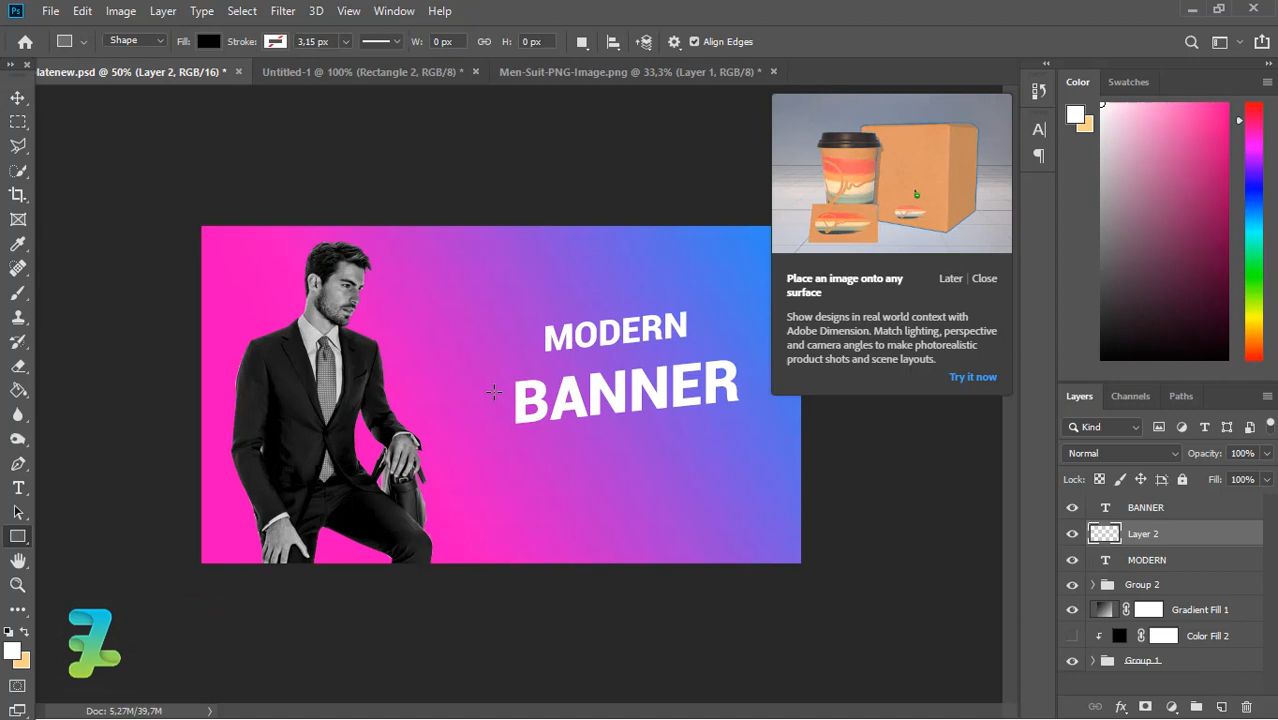 Ps File Edit Image Layer Type Select Filter 3D View Window Help
Shape Fill: Stroke: 3,15 px W: 0 px H: 0 px Align Edges
latenew.psd @ 50% (Layer 2, RGB/16) * × Untitled-1 @ 100% (Rectangle 2, RGB/8) * × Men-Suit-PNG-Image.png @ 33,3% (Layer 1, RGB/8) * ×
Color Swatches
MODERN
BANNER
Place an image onto any
surface
Later | Close
Show designs in real world context with
Adobe Dimension. Match lighting, perspective
and camera angles to make photorealistic
product shots and scene layouts.
Try it now
Layers Channels Paths
Kind
Normal Opacity: 100%
Lock: Fill: 100%
T BANNER
Layer 2
T MODERN
Group 2
Gradient Fill 1
Color Fill 2
Group 1
Doc: 5,27M/39,7M
fx